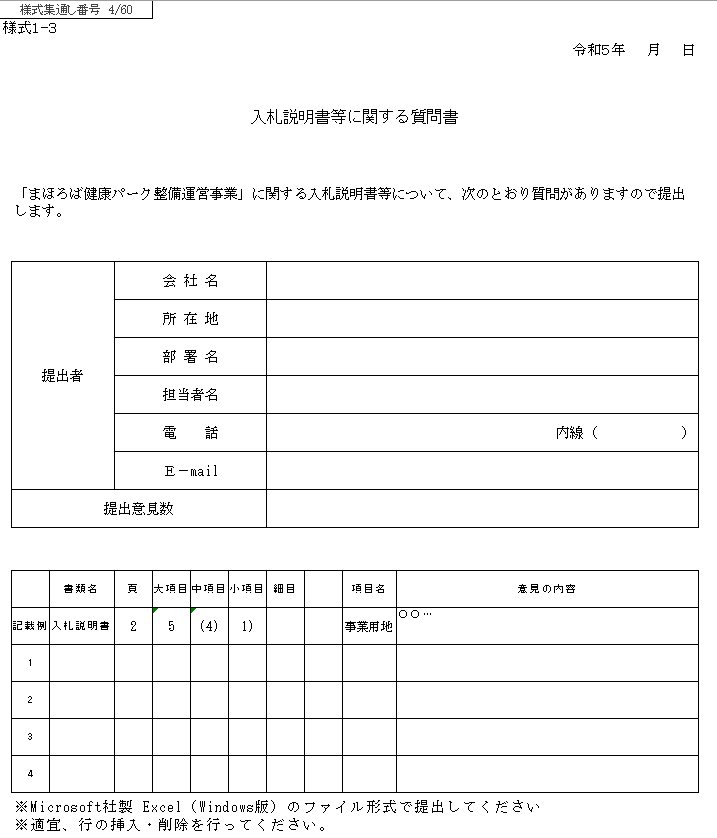 様式集通し番号 4/60
様式1-3
令和5年　月　日
入札説明書等に関する質問書
「まほろば健康パーク整備運営事業」に関する入札説明書等について、次のとおり質問がありますので提出
します。
提出者
会 社 名
所 在 地
部 署 名
担当者名
電　話
内線（　　　　　　）
E－mail
提出意見数
書類名 頁 大項目 中項目 小項目 細目 項目名 意見の内容
記載例 入札説明書 2 5 (4) 1) 事業用地 ○○…
1
2
3
4
※Microsoft社製 Excel（Windows版）のファイル形式で提出してください
※適宜、行の挿入・削除を行ってください。